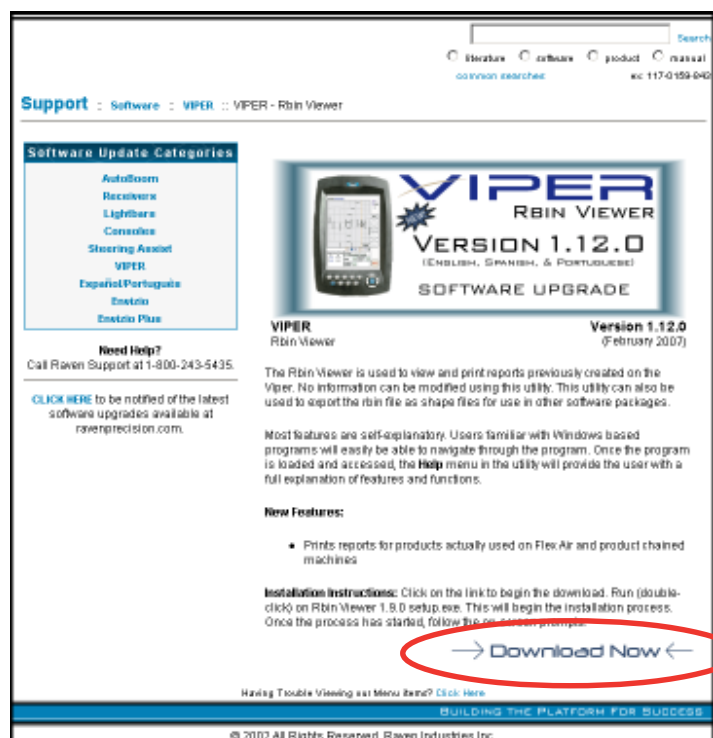 Search
literature software product manual
common searches ex: 117-0159-942
Support :: Software :: VIPER :: VIPER - Rbin Viewer
Software Update Categories
AutoBoom
Receivers
Lightbars
Consoles
Steering Assist
VIPER
Español/Português
Envizio
Envizio Plus
Need Help?
Call Raven Support at 1-800-243-5435.
CLICK HERE to be notified of the latest
software upgrades available at
ravenprecision.com.
VIPER
RBIN VIEWER
VERSION 1.12.0
(ENGLISH, SPANISH, & PORTUGUESE)
SOFTWARE UPGRADE
VIPER Version 1.12.0
Rbin Viewer (February 2007)
The Rbin Viewer is used to view and print reports previously created on the
Viper. No information can be modified using this utility. This utility can also be
used to export the rbin file as shape files for use in other software packages.
Most features are self-explanatory. Users familiar with Windows based
programs will easily be able to navigate through the program. Once the program
is loaded and accessed, the Help menu in the utility will provide the user with a
full explanation of features and functions.
New Features:
• Prints reports for products actually used on Flex Air and product chained
machines
Installation Instructions: Click on the link to begin the download. Run (double-
click) on Rbin Viewer 1.9.0 setup.exe. This will begin the installation process.
Once the process has started, follow the on-screen prompts.
Download Now
Having Trouble Viewing our Menu items? Click Here
BUILDING THE PLATFORM FOR SUCCESS
© 2007 All Rights Reserved. Raven Industries Inc.